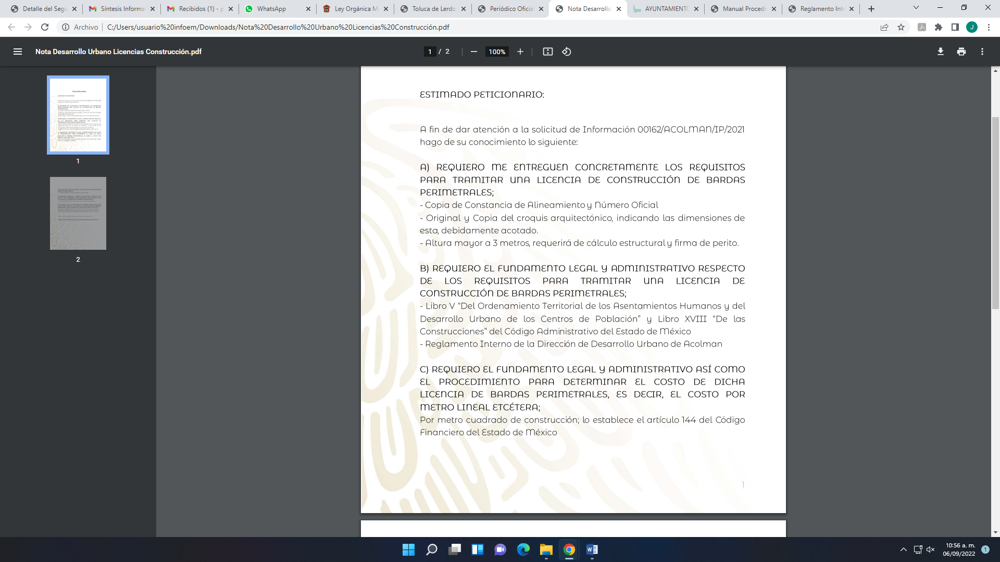 Detalle del Segu
Síntesis Informa
Recibidos (1) - p
WhatsApp
Ley Orgánica M
Toluca de Lerdo
Periódico Oficia
Nota Desarrollo
AYUNTAMIENTO
Manual Procedi
Reglamento Inte
Archivo
C:/Users/usuario%20infoem/Downloads/Nota%20Desarrollo%20Urbano%20Licencias%20Construcción.pdf
J
Nota Desarrollo Urbano Licencias Construcción.pdf
1 / 2
100%
1
2
ESTIMADO PETICIONARIO:
A fin de dar atención a la solicitud de Información 00162/ACOLMAN/IP/2021
hago de su conocimiento lo siguiente:
A) REQUIERO ME ENTREGUEN CONCRETAMENTE LOS REQUISITOS
PARA TRAMITAR UNA LICENCIA DE CONSTRUCCIÓN DE BARDAS
PERIMETRALES;
- Copia de Constancia de Alineamiento y Número Oficial
- Original y Copia del croquis arquitectónico, indicando las dimensiones de
esta, debidamente acotado.
- Altura mayor a 3 metros, requerirá de cálculo estructural y firma de perito.
B) REQUIERO EL FUNDAMENTO LEGAL Y ADMINISTRATIVO RESPECTO
DE LOS REQUISITOS PARA TRAMITAR UNA LICENCIA DE
CONSTRUCCIÓN DE BARDAS PERIMETRALES;
- Libro V “Del Ordenamiento Territorial de los Asentamientos Humanos y del
Desarrollo Urbano de los Centros de Población” y Libro XVIII “De las
Construcciones” del Código Administrativo del Estado de México
- Reglamento Interno de la Dirección de Desarrollo Urbano de Acolman
C) REQUIERO EL FUNDAMENTO LEGAL Y ADMINISTRATIVO ASÍ COMO
EL PROCEDIMIENTO PARA DETERMINAR EL COSTO DE DICHA
LICENCIA DE BARDAS PERIMETRALES, ES DECIR, EL COSTO POR
METRO LINEAL ETCÉTERA;
Por metro cuadrado de construcción; lo establece el artículo 144 del Código
Financiero del Estado de México
1
10:56 a. m.
06/09/2022
1